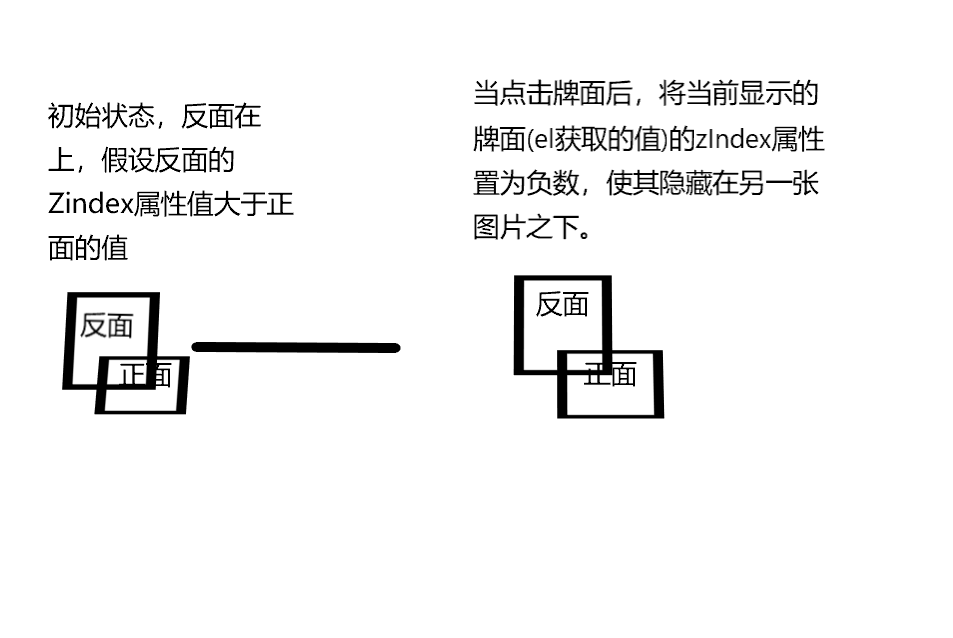 初始状态，反面在
上，假设反面的
Zindex属性值大于正
面的值
反面
正面
当点击牌面后，将当前显示的
牌面(el获取的值)的zIndex属性
置为负数，使其隐藏在另一张
图片之下。
反面
正面